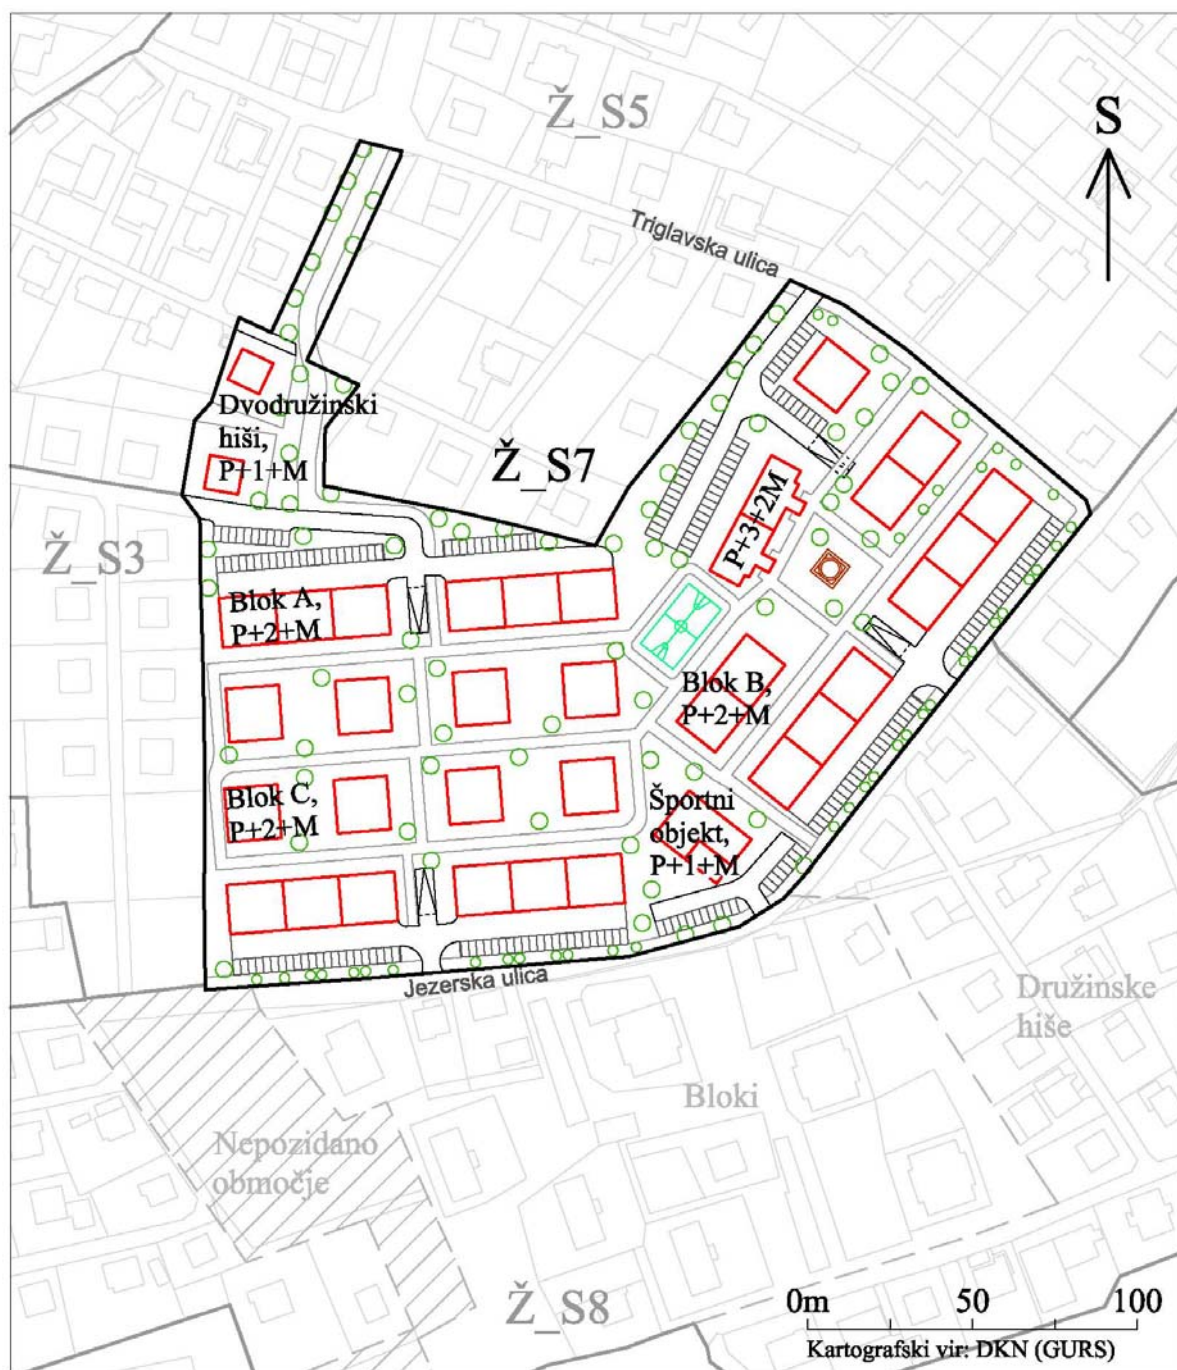 Ž_S5
S
Triglavska ulica
Dvodružinski
hiši,
P+1+M
Ž_S7
P+3+2M
Ž_S3
Blok A,
P+2+M
Blok B,
P+2+M
Blok C,
P+2+M
Športni
objekt,
P+1+M
Jezerska ulica
Družinske
hiše
Bloki
Nepozidano
območje
Ž_S8
0m 50 100
Kartografski vir: DKN (GURS)